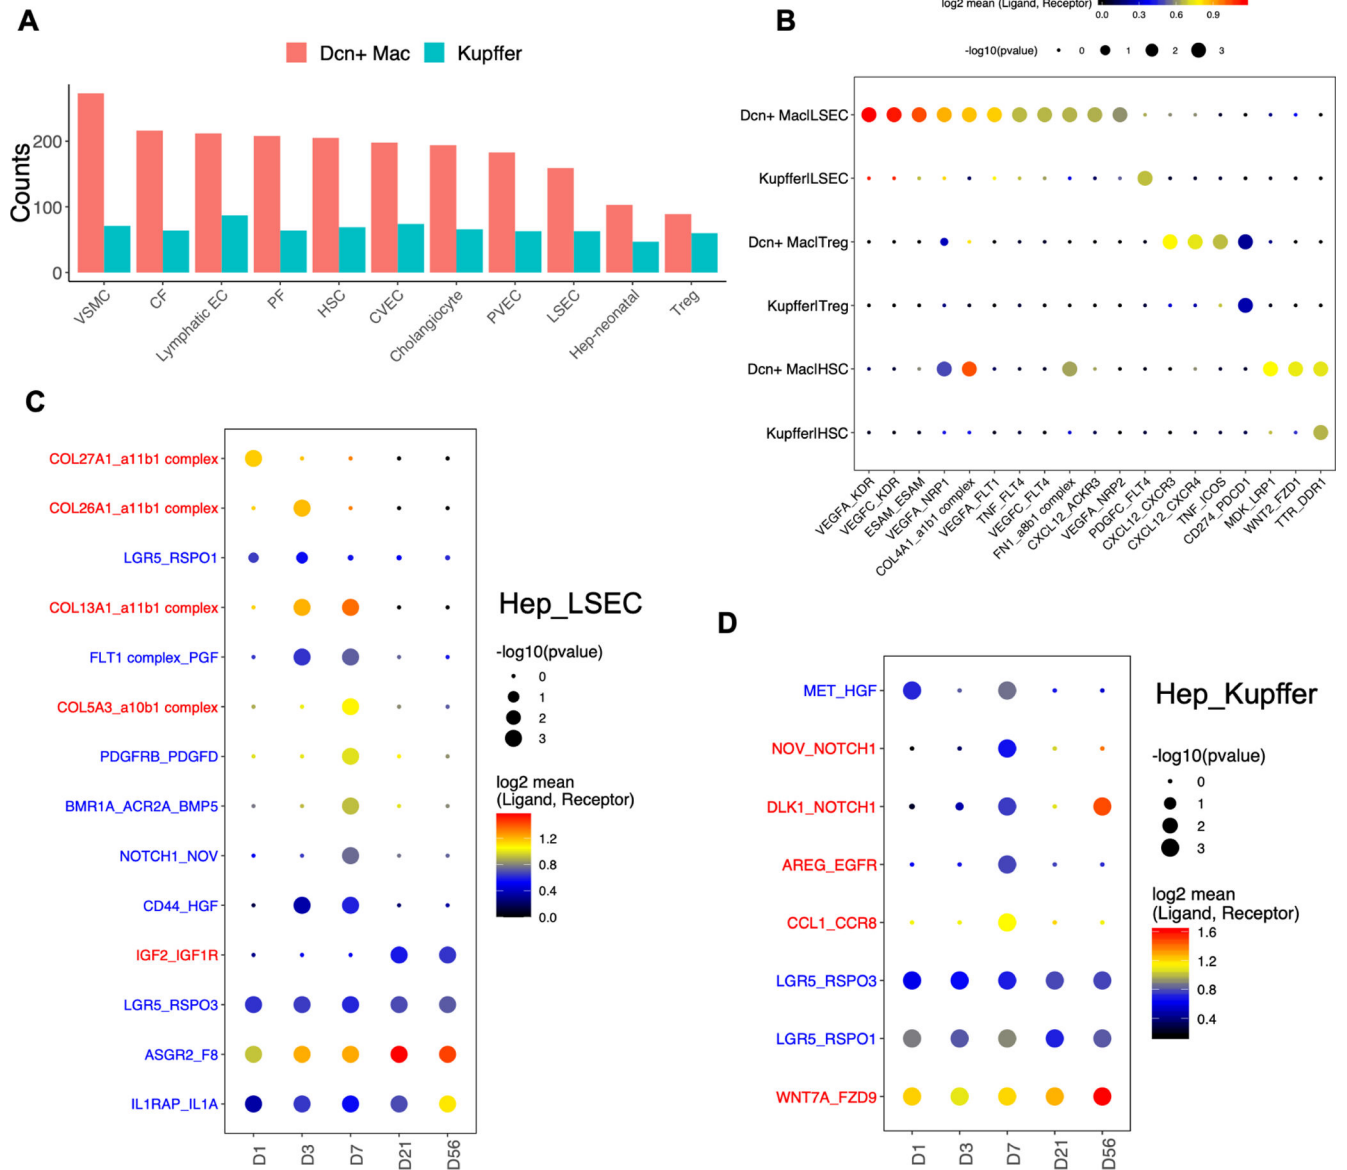 A
Dcn+ Mac Kupffer
Counts
200
100
0
VSMC
CF
Lymphatic EC
PF
HSC
CVEC
Cholangiocyte
PVEC
LSEC
Hep-neonatal
Treg
B
log2 mean (Ligand, Receptor)
0.0 0.3 0.6 0.9
-log10(pvalue) 0 1 2 3
Dcn+ Mac|LSEC
Kupffer|LSEC
Dcn+ Mac|Treg
Kupffer|Treg
Dcn+ Mac|HSC
Kupffer|HSC
VEGFA_KDR
VEGFC_KDR
ESAM_ESAM
VEGFA_NRP1
COL4A1_a1b1 complex
VEGFA_FLT1
TNF_FLT4
VEGFC_FLT4
FN1_a8b1 complex
CXCL12_ACKR3
VEGFA_NRP2
PDGFC_FLT4
CXCL12_CXCR3
CXCL12_CXCR4
TNF_ICOS
CD274_PDCD1
MDK_LRP1
WNT2_FZD1
TTR_DDR1
C
COL27A1_a11b1 complex
COL26A1_a11b1 complex
LGR5_RSPO1
COL13A1_a11b1 complex
FLT1 complex_PGF
COL5A3_a10b1 complex
PDGFRB_PDGFD
BMR1A_ACR2A_BMP5
NOTCH1_NOV
CD44_HGF
IGF2_IGF1R
LGR5_RSPO3
ASGR2_F8
IL1RAP_IL1A
D1
D3
D7
D21
D56
Hep_LSEC
-log10(pvalue)
0
1
2
3
log2 mean
(Ligand, Receptor)
1.2
0.8
0.4
0.0
D
MET_HGF
NOV_NOTCH1
DLK1_NOTCH1
AREG_EGFR
CCL1_CCR8
LGR5_RSPO3
LGR5_RSPO1
WNT7A_FZD9
D1
D3
D7
D21
D56
Hep_Kupffer
-log10(pvalue)
0
1
2
3
log2 mean
(Ligand, Receptor)
1.6
1.2
0.8
0.4